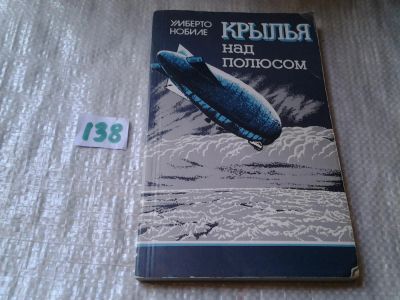 УМБЕРТО
НОБИЛЕ
КРЫЛЬЯ
НАД
ПОЛЮСОМ
138